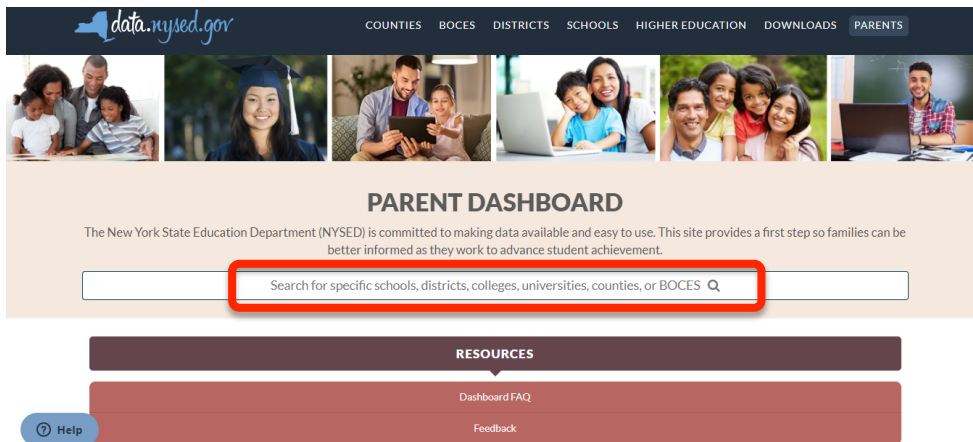 data.nysed.gov
COUNTIES BOCES DISTRICTS SCHOOLS HIGHER EDUCATION DOWNLOADS PARENTS
PARENT DASHBOARD
The New York State Education Department (NYSED) is committed to making data available and easy to use. This site provides a first step so families can be
better informed as they work to advance student achievement.
Search for specific schools, districts, colleges, universities, counties, or BOCES
RESOURCES
Dashboard FAQ
Feedback
? Help